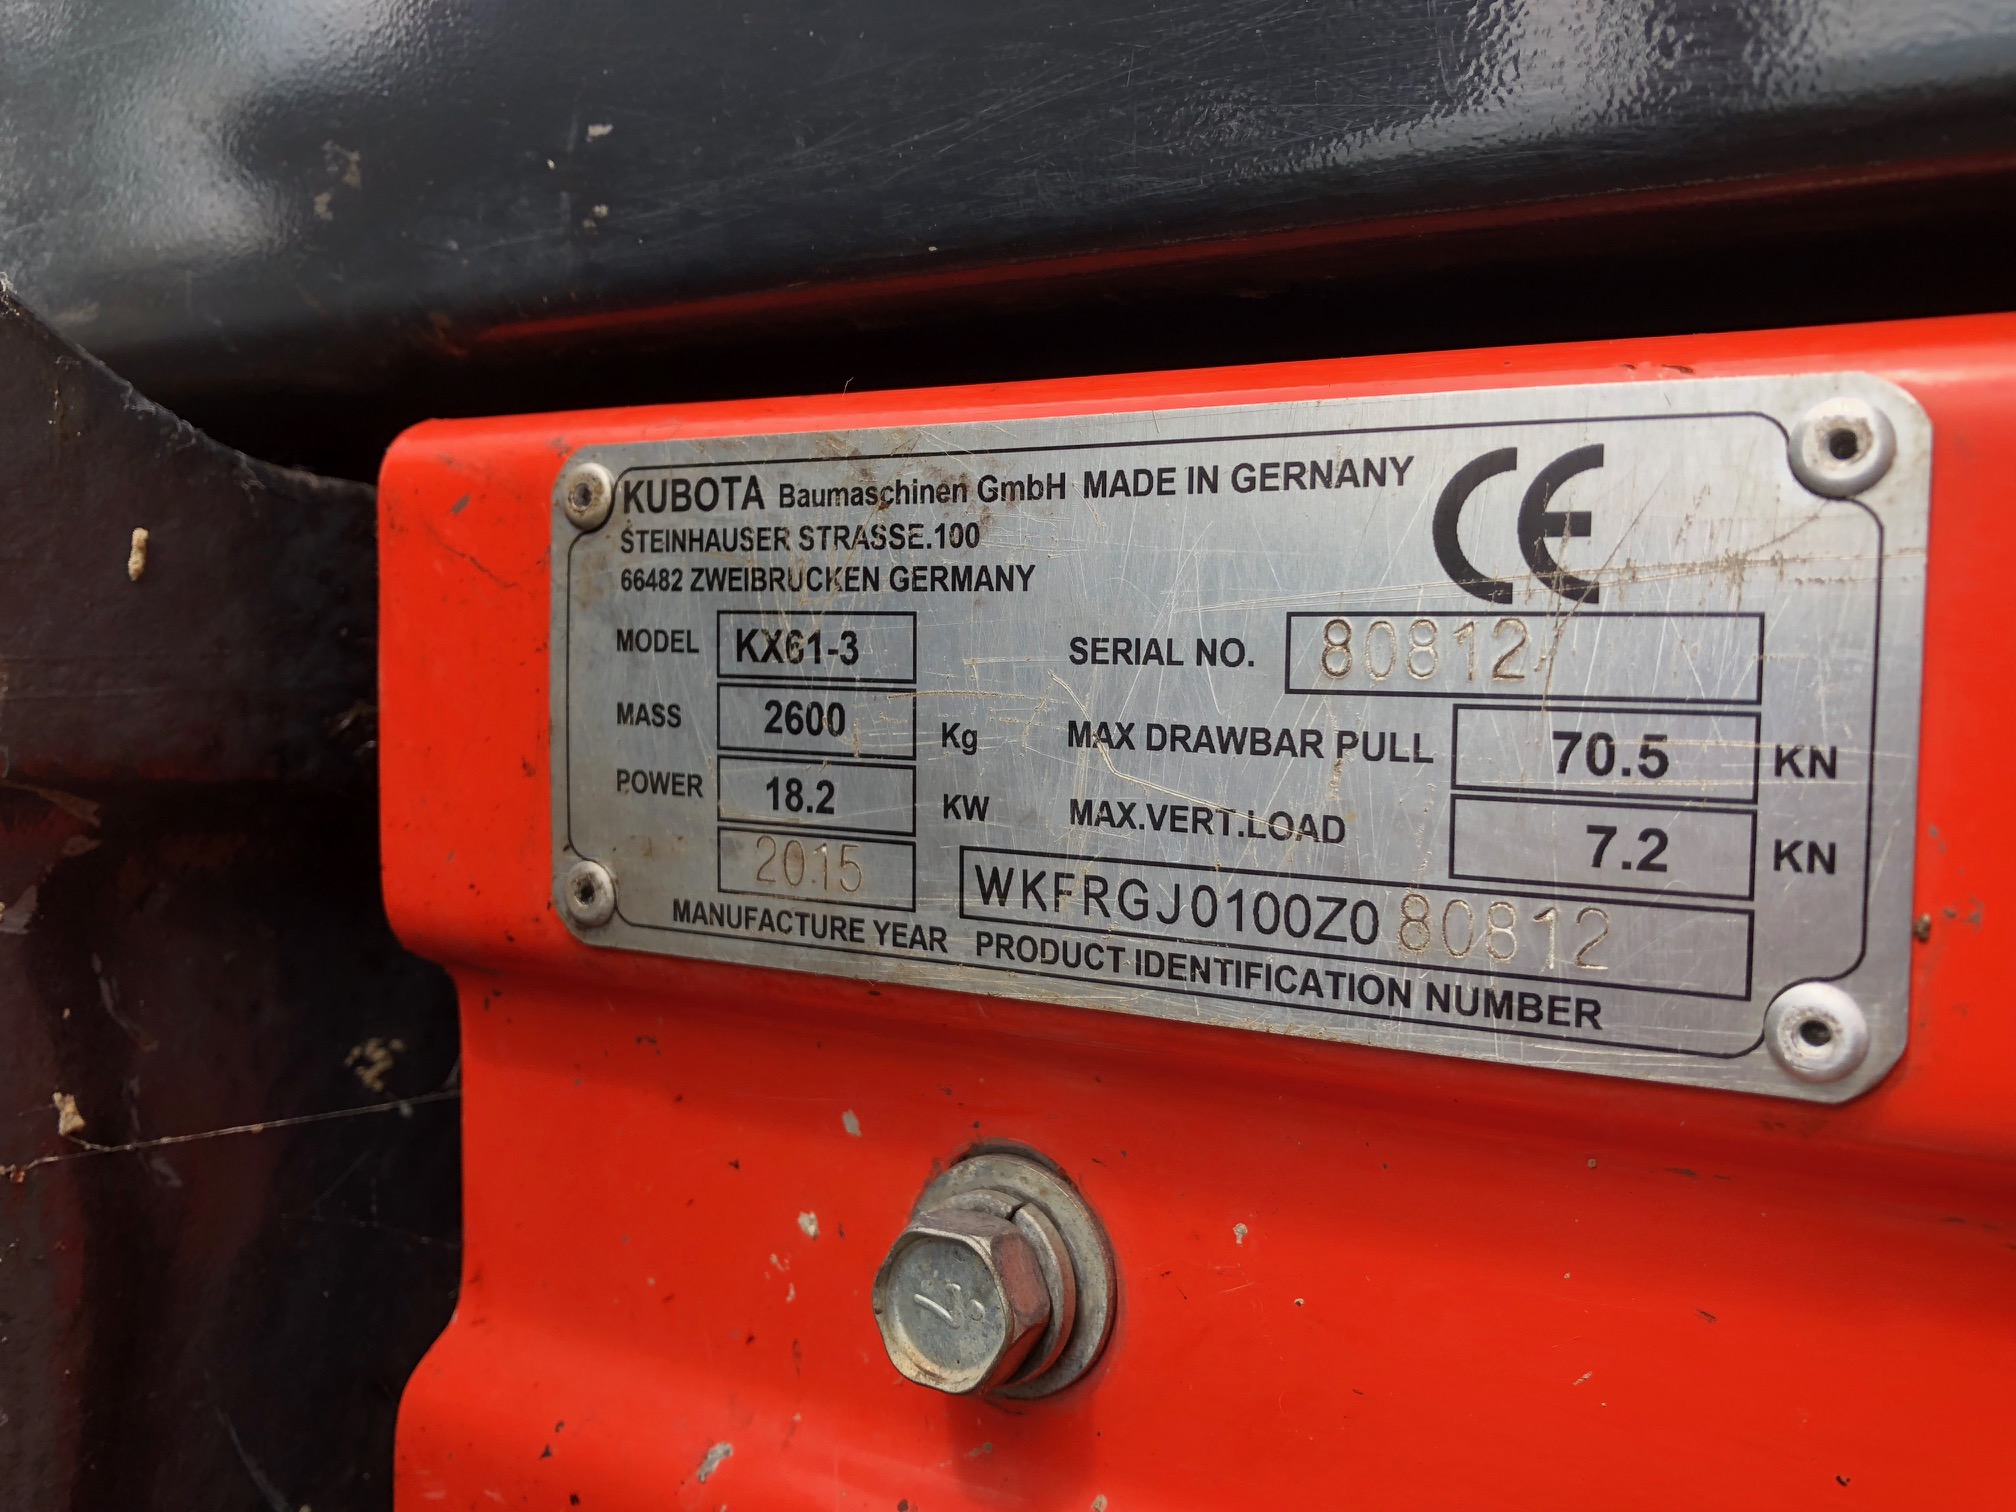 KUBOTA Baumaschinen GmbH MADE IN GERNANY
STEINHAUSER STRASSE.100
66482 ZWEIBRUCKEN GERMANY
CE
MODEL KX61-3
SERIAL NO. 80812
MASS 2600 Kg
MAX DRAWBAR PULL 70.5 KN
POWER 18.2 KW
MAX.VERT.LOAD 7.2 KN
2015
MANUFACTURE YEAR
WKFRGJ0100Z080812
PRODUCT IDENTIFICATION NUMBER